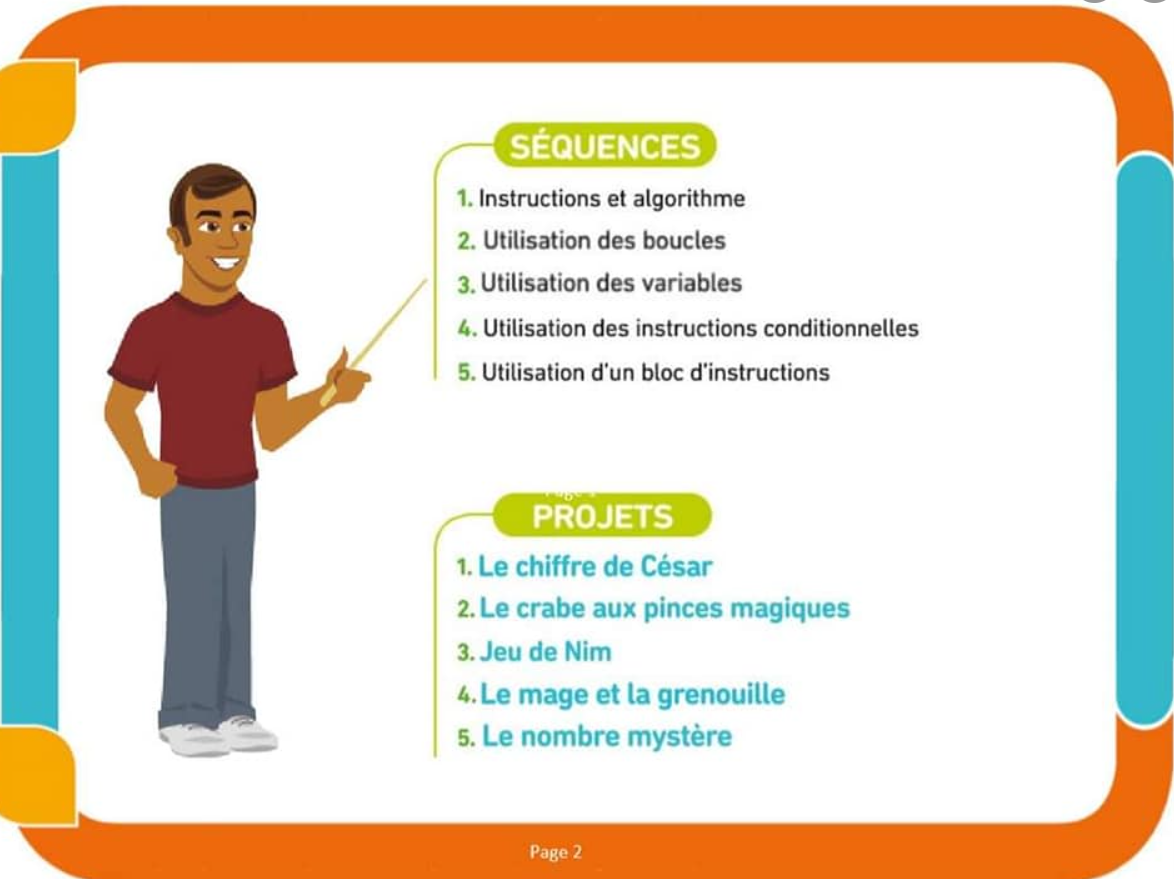 SÉQUENCES
1. Instructions et algorithme
2. Utilisation des boucles
3. Utilisation des variables
4. Utilisation des instructions conditionnelles
5. Utilisation d'un bloc d'instructions
PROJETS
1. Le chiffre de César
2. Le crabe aux pinces magiques
3. Jeu de Nim
4. Le mage et la grenouille
5. Le nombre mystère
Page 2